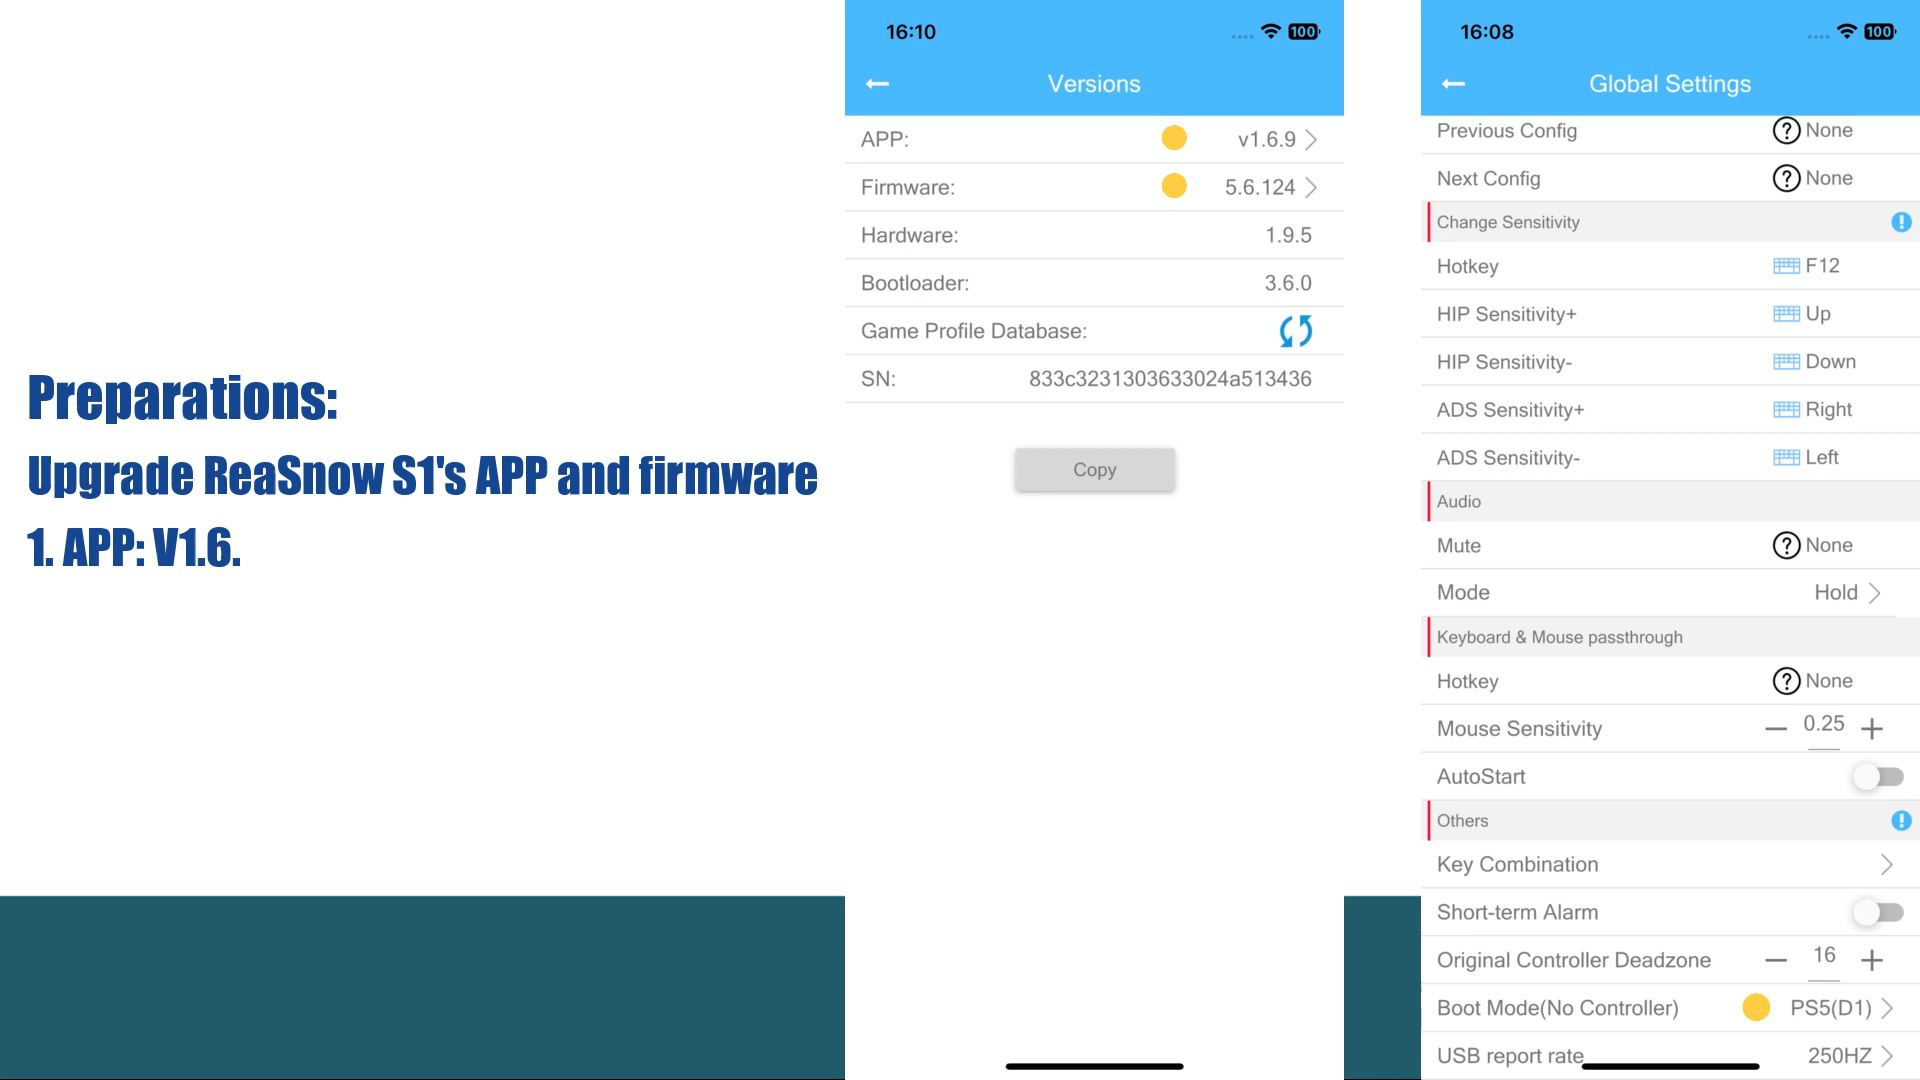 Preparations:
Upgrade ReaSnow S1's APP and firmware
1. APP: V1.6.
16:10
100
Versions
APP: v1.6.9
Firmware: 5.6.124
Hardware: 1.9.5
Bootloader: 3.6.0
Game Profile Database:
SN: 833c3231303633024a513436
Copy
16:08
100
Global Settings
Previous Config ? None
Next Config ? None
Change Sensitivity !
Hotkey F12
HIP Sensitivity+ Up
HIP Sensitivity- Down
ADS Sensitivity+ Right
ADS Sensitivity- Left
Audio
Mute ? None
Mode Hold
Keyboard & Mouse passthrough
Hotkey ? None
Mouse Sensitivity — 0.25 +
AutoStart
Others !
Key Combination
Short-term Alarm
Original Controller Deadzone — 16 +
Boot Mode(No Controller) PS5(D1)
USB report rate 250HZ